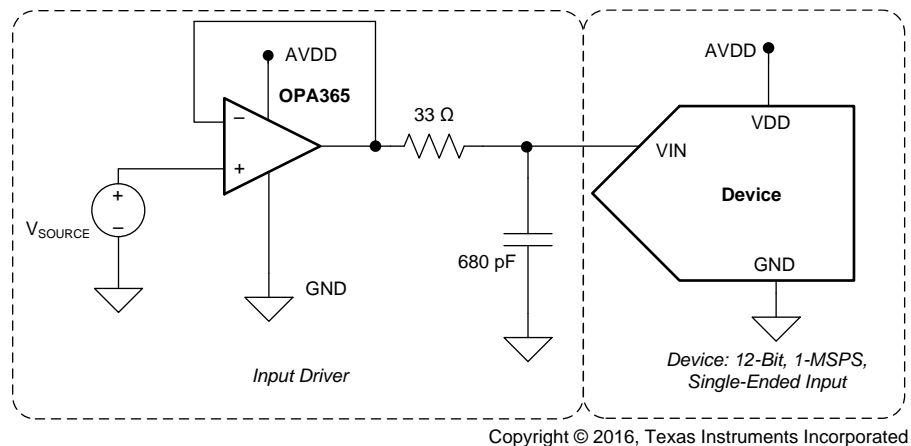 AVDD
OPA365
−
+
+
−
VSOURCE
GND
33 Ω
680 pF
Input Driver
AVDD
VDD
VIN
Device
GND
Device: 12-Bit, 1-MSPS,
Single-Ended Input
Copyright © 2016, Texas Instruments Incorporated